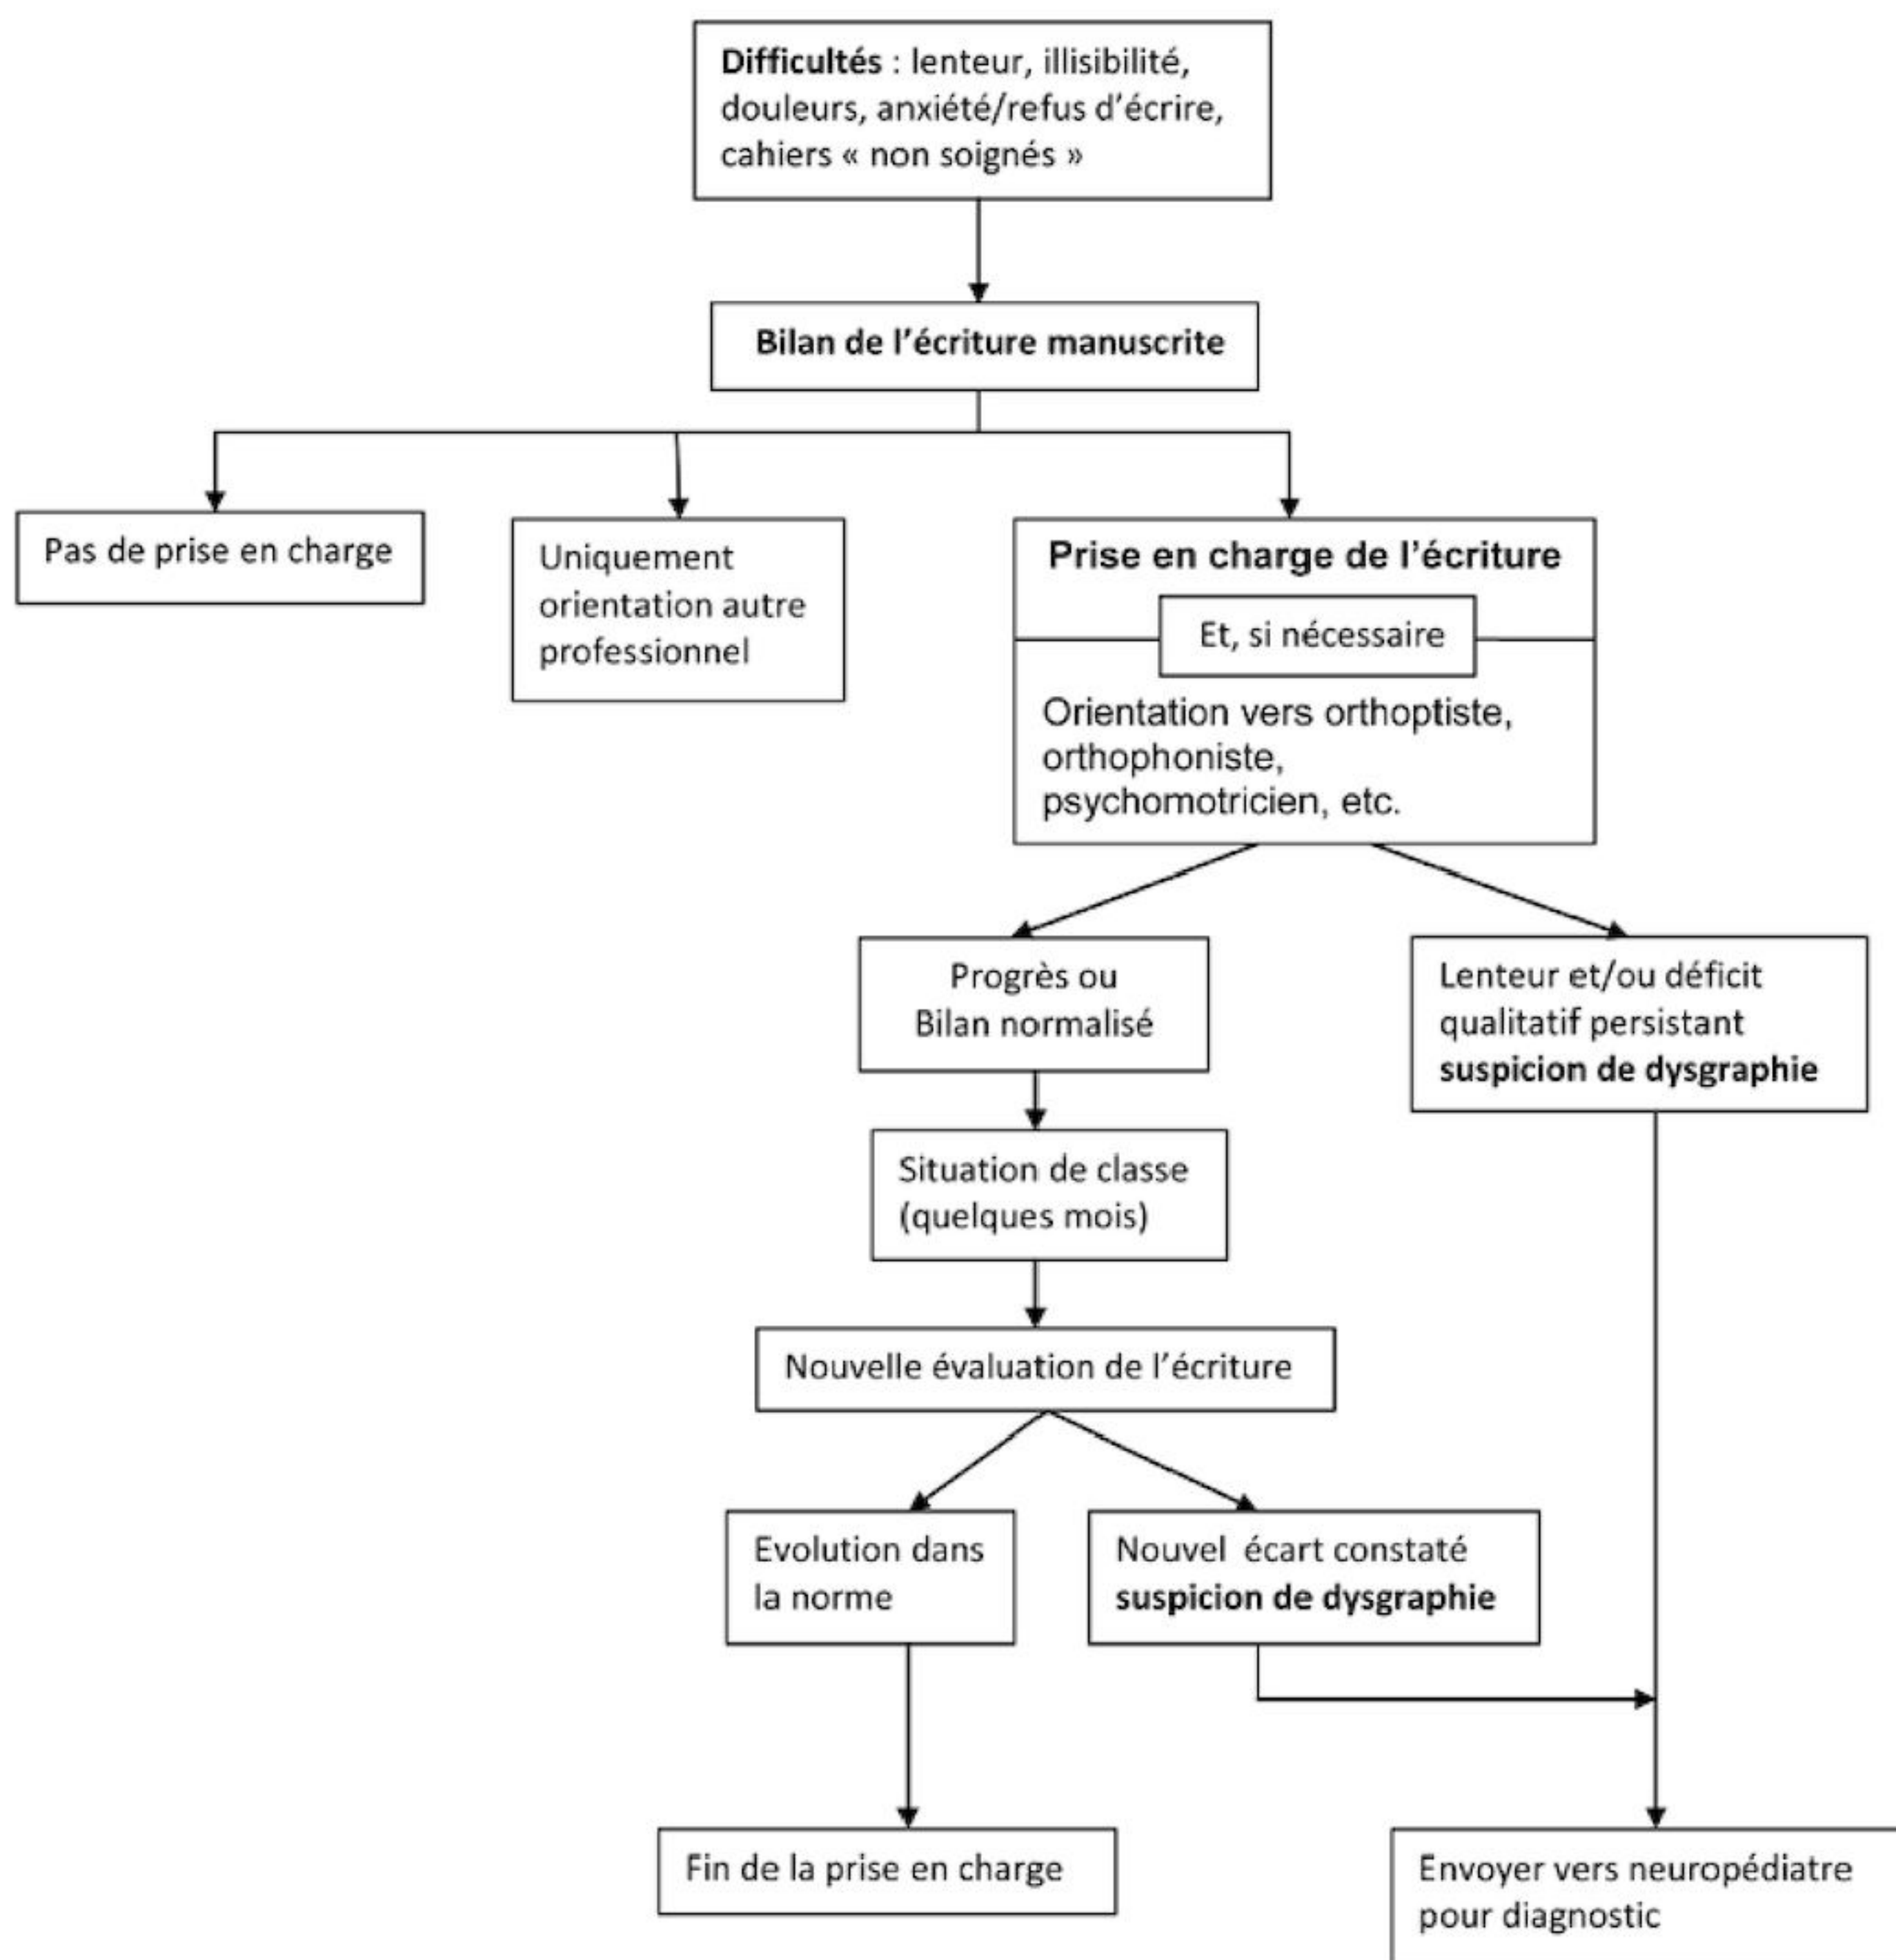 Difficultés : lenteur, illisibilité,
douleurs, anxiété/refus d'écrire,
cahiers « non soignés »
Bilan de l'écriture manuscrite
Pas de prise en charge
Uniquement
orientation autre
professionnel
Prise en charge de l'écriture
Et, si nécessaire
Orientation vers orthoptiste,
orthophoniste,
psychomotricien, etc.
Progrès ou
Bilan normalisé
Lenteur et/ou déficit
qualitatif persistant
suspicion de dysgraphie
Situation de classe
(quelques mois)
Nouvelle évaluation de l'écriture
Evolution dans
la norme
Nouvel écart constaté
suspicion de dysgraphie
Fin de la prise en charge
Envoyer vers neuropédiatre
pour diagnostic